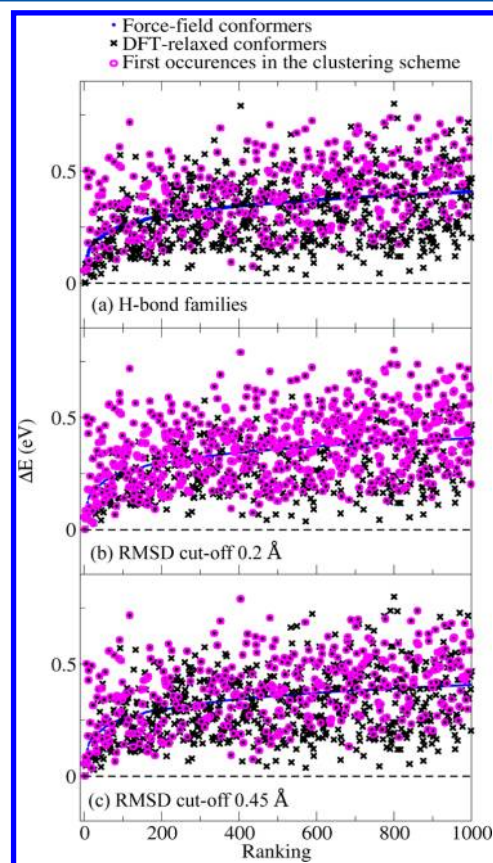 Force-field conformers
DFT-relaxed conformers
First occurences in the clustering scheme
0.5
0
(a) H-bond families
0.5
0
(b) RMSD cut-off 0.2 Å
0.5
0
(c) RMSD cut-off 0.45 Å
ΔE (eV)
0 200 400 600 800 1000
Ranking